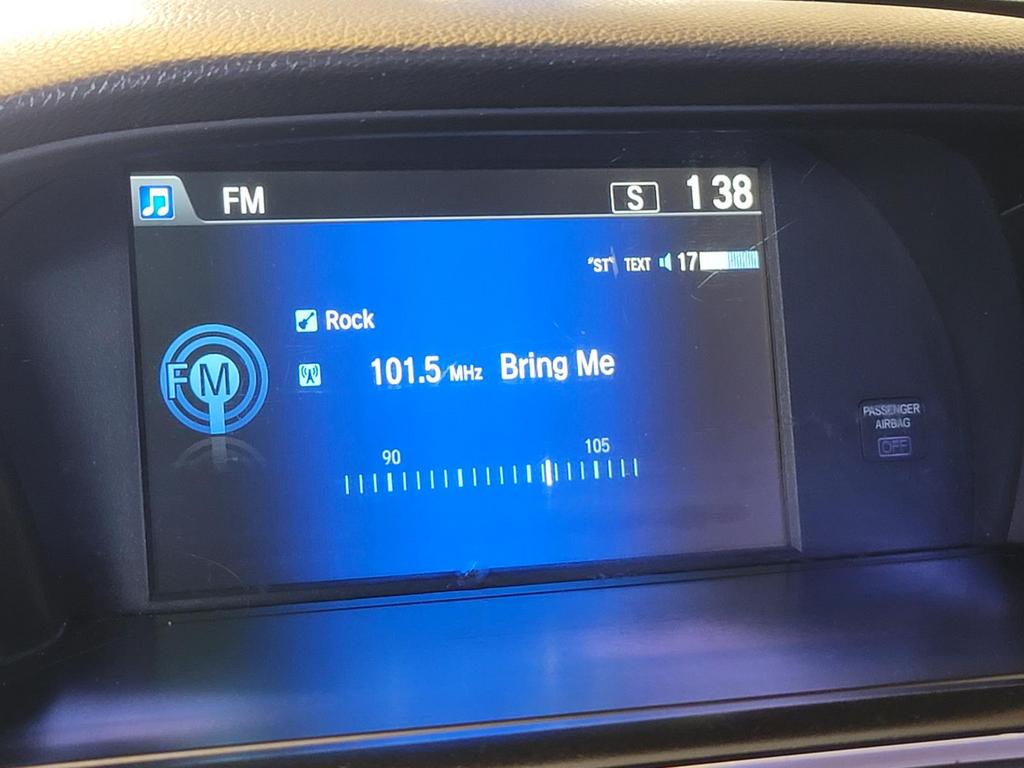 FM S 1 38
"ST" TEXT 17
Rock
FM 101.5 MHz Bring Me
90 105
PASSENGER
AIRBAG
OFF